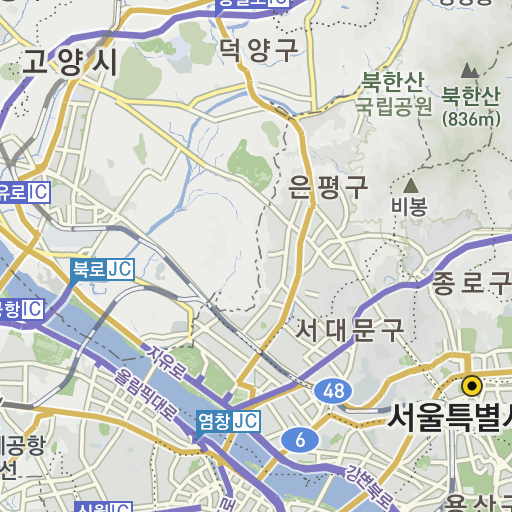 고양시
덕양구
북한산
국립공원
북한산
(836m)
은평구
비봉
유로IC
북로JC
종로구
공항IC
서대문구
자유로
올림픽대로
48
서울특별시
염창JC
6
강변북로
용산구